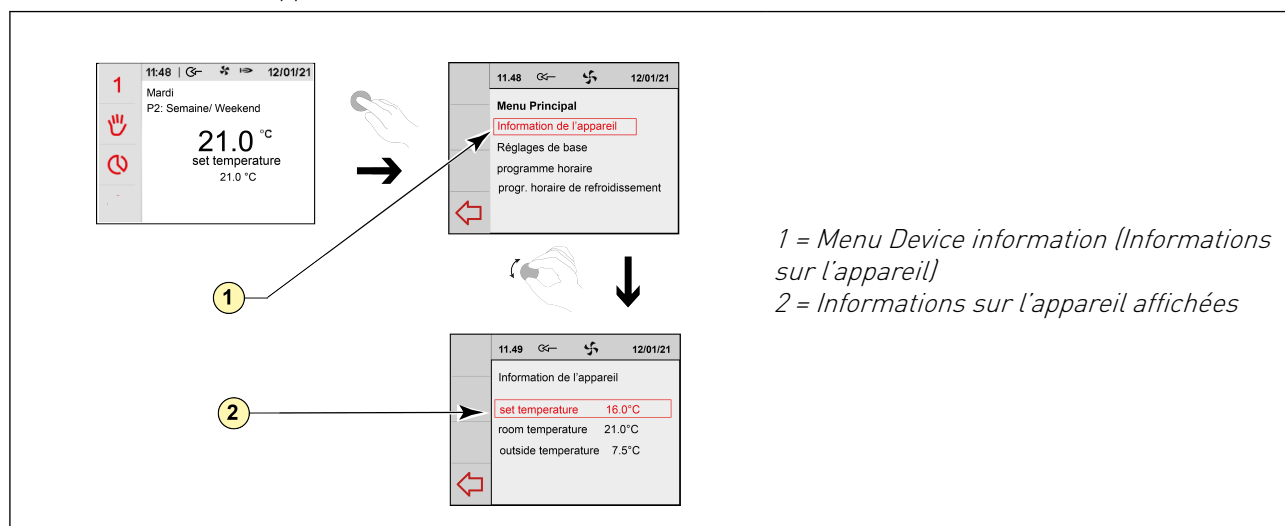 11:48 | 12/01/21
1
Mardi
P2: Semaine/ Weekend
21.0 °C
set temperature
21.0 °C
11.48 12/01/21
Menu Principal
Information de l'appareil
Réglages de base
programme horaire
progr. horaire de refroidissement
1
1 = Menu Device information (Informations
sur l'appareil)
2 = Informations sur l'appareil affichées
11.49 12/01/21
Information de l'appareil
set temperature 16.0°C
room temperature 21.0°C
outside temperature 7.5°C
2